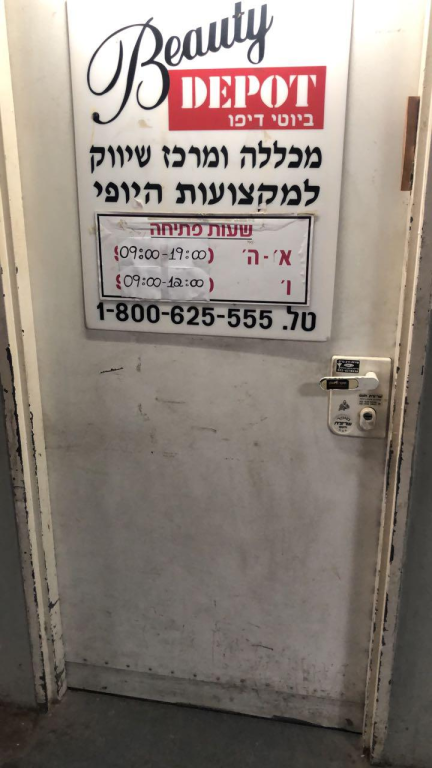 Beauty
DEPOT
ביוטי דיפו
מכללה ומרכז שיווק
למקצועות היופי
שעות פתיחה
א׳ - ה׳ (09:00-19:00)
ו׳ (09:00-12:00)
טל. 1-800-625-555